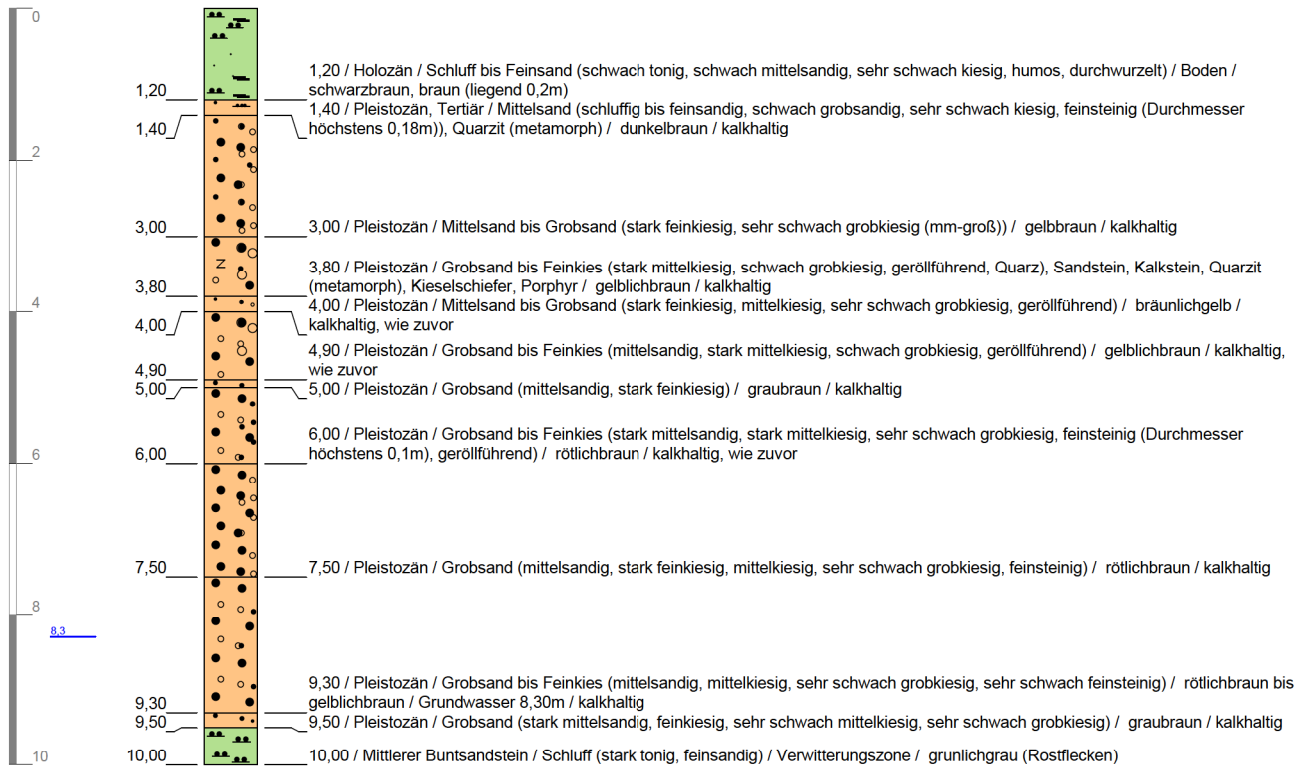 0
1,20 / Holozän / Schluff bis Feinsand (schwach tonig, schwach mittelsandig, sehr schwach kiesig, humos, durchwurzelt) / Boden /
1,20
schwarzbraun, braun (liegend 0,2m)
1,40 / Pleistozän, Tertiär / Mittelsand (schluffig bis feinsandig, schwach grobsandig, sehr schwach kiesig, feinsteinig (Durchmesser
1,40
höchstens 0,18m)), Quarzit (metamorph) / dunkelbraun / kalkhaltig
2
3,00
3,00 / Pleistozän / Mittelsand bis Grobsand (stark feinkiesig, sehr schwach grobkiesig (mm-groß)) / gelbbraun / kalkhaltig
Z
3,80 / Pleistozän / Grobsand bis Feinkies (stark mittelkiesig, schwach grobkiesig, geröllführend, Quarz), Sandstein, Kalkstein, Quarzit
3,80
(metamorph), Kieselschiefer, Porphyr / gelblichbraun / kalkhaltig
4
4,00 / Pleistozän / Mittelsand bis Grobsand (stark feinkiesig, mittelkiesig, sehr schwach grobkiesig, geröllführend) / bräunlichgelb /
4,00
kalkhaltig, wie zuvor
4,90 / Pleistozän / Grobsand bis Feinkies (mittelsandig, stark mittelkiesig, schwach grobkiesig, geröllführend) / gelblichbraun / kalkhaltig,
4,90
wie zuvor
5,00
5,00 / Pleistozän / Grobsand (mittelsandig, stark feinkiesig) / graubraun / kalkhaltig
6,00 / Pleistozän / Grobsand bis Feinkies (stark mittelsandig, stark mittelkiesig, sehr schwach grobkiesig, feinsteinig (Durchmesser
6
6,00
höchstens 0,1m), geröllführend) / rötlichbraun / kalkhaltig, wie zuvor
7,50
7,50 / Pleistozän / Grobsand (mittelsandig, stark feinkiesig, mittelkiesig, sehr schwach grobkiesig, feinsteinig) / rötlichbraun / kalkhaltig
8
8,3
9,30 / Pleistozän / Grobsand bis Feinkies (mittelsandig, mittelkiesig, sehr schwach grobkiesig, sehr schwach feinsteinig) / rötlichbraun bis
9,30
gelblichbraun / Grundwasser 8,30m / kalkhaltig
9,50
9,50 / Pleistozän / Grobsand (stark mittelsandig, feinkiesig, sehr schwach mittelkiesig, sehr schwach grobkiesig) / graubraun / kalkhaltig
10
10,00
10,00 / Mittlerer Buntsandstein / Schluff (stark tonig, feinsandig) / Verwitterungszone / grunlichgrau (Rostflecken)